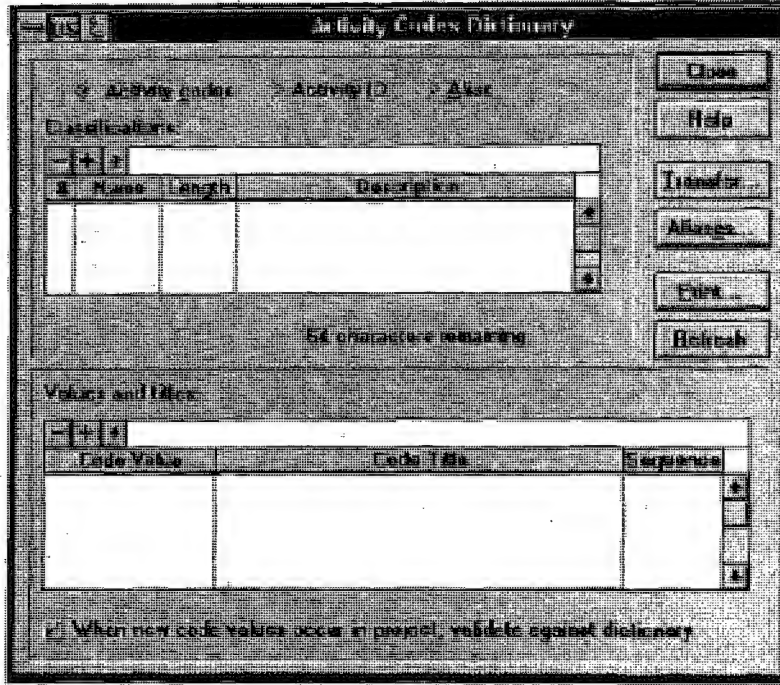 Activity Codes Dictionary
Activity codes Activity ID Alias
Close
Classifications:
Help
# Name Length Description
Transfer...
Aliases...
Print...
64 characters remaining
Refresh
Values and titles:
Code Value Code Title Sequence
When new code values occur in project, validate against dictionary